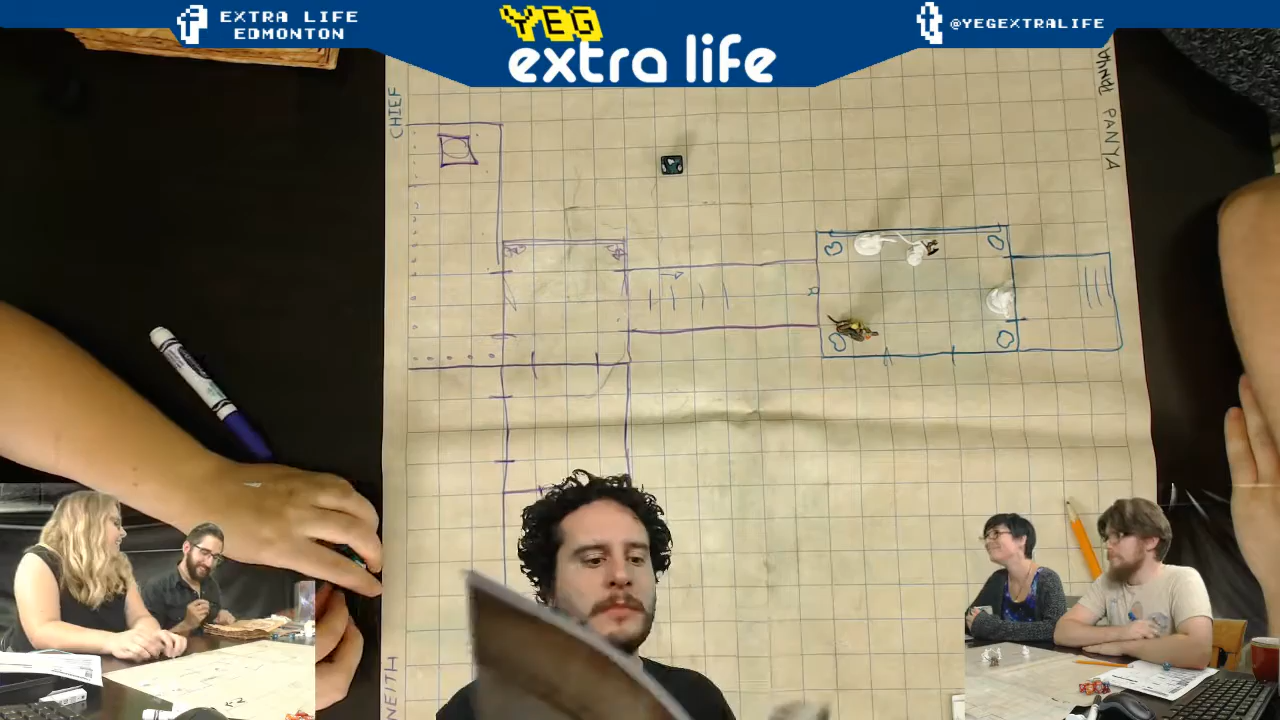 EXTRA LIFE
EDMONTON
YEG
extra life
@YEGEXTRALIFE
CHIEF
PANYA
NEITH